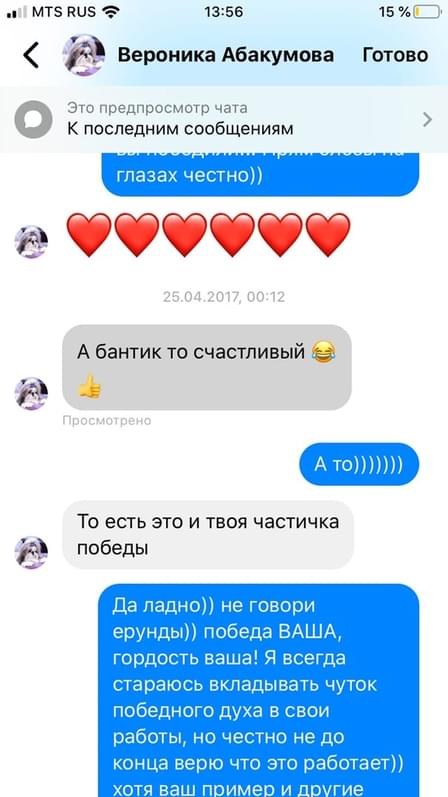 MTS RUS 13:56 15 %
Вероника Абакумова Готово
Это предпросмотр чата
К последним сообщениям
глазах честно))
25.04.2017, 00:12
А бантик то счастливый 😂
👍
Просмотрено
А то)))))))
То есть это и твоя частичка
победы
Да ладно)) не говори
ерунды)) победа ВАША,
гордость ваша! Я всегда
стараюсь вкладывать чуток
победного духа в свои
работы, но честно не до
конца верю что это работает))
хотя ваш пример и другие